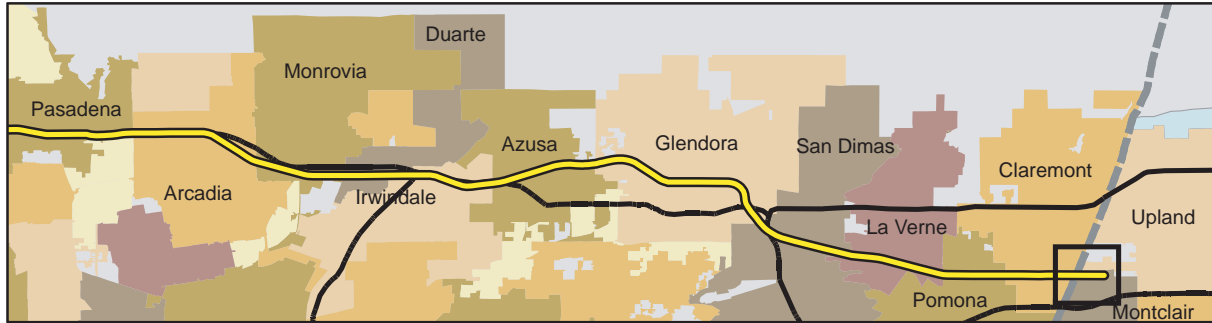 Duarte
Monrovia
Pasadena
Azusa
Glendora
San Dimas
Claremont
Arcadia
Irwindale
Upland
La Verne
Pomona
Montclair